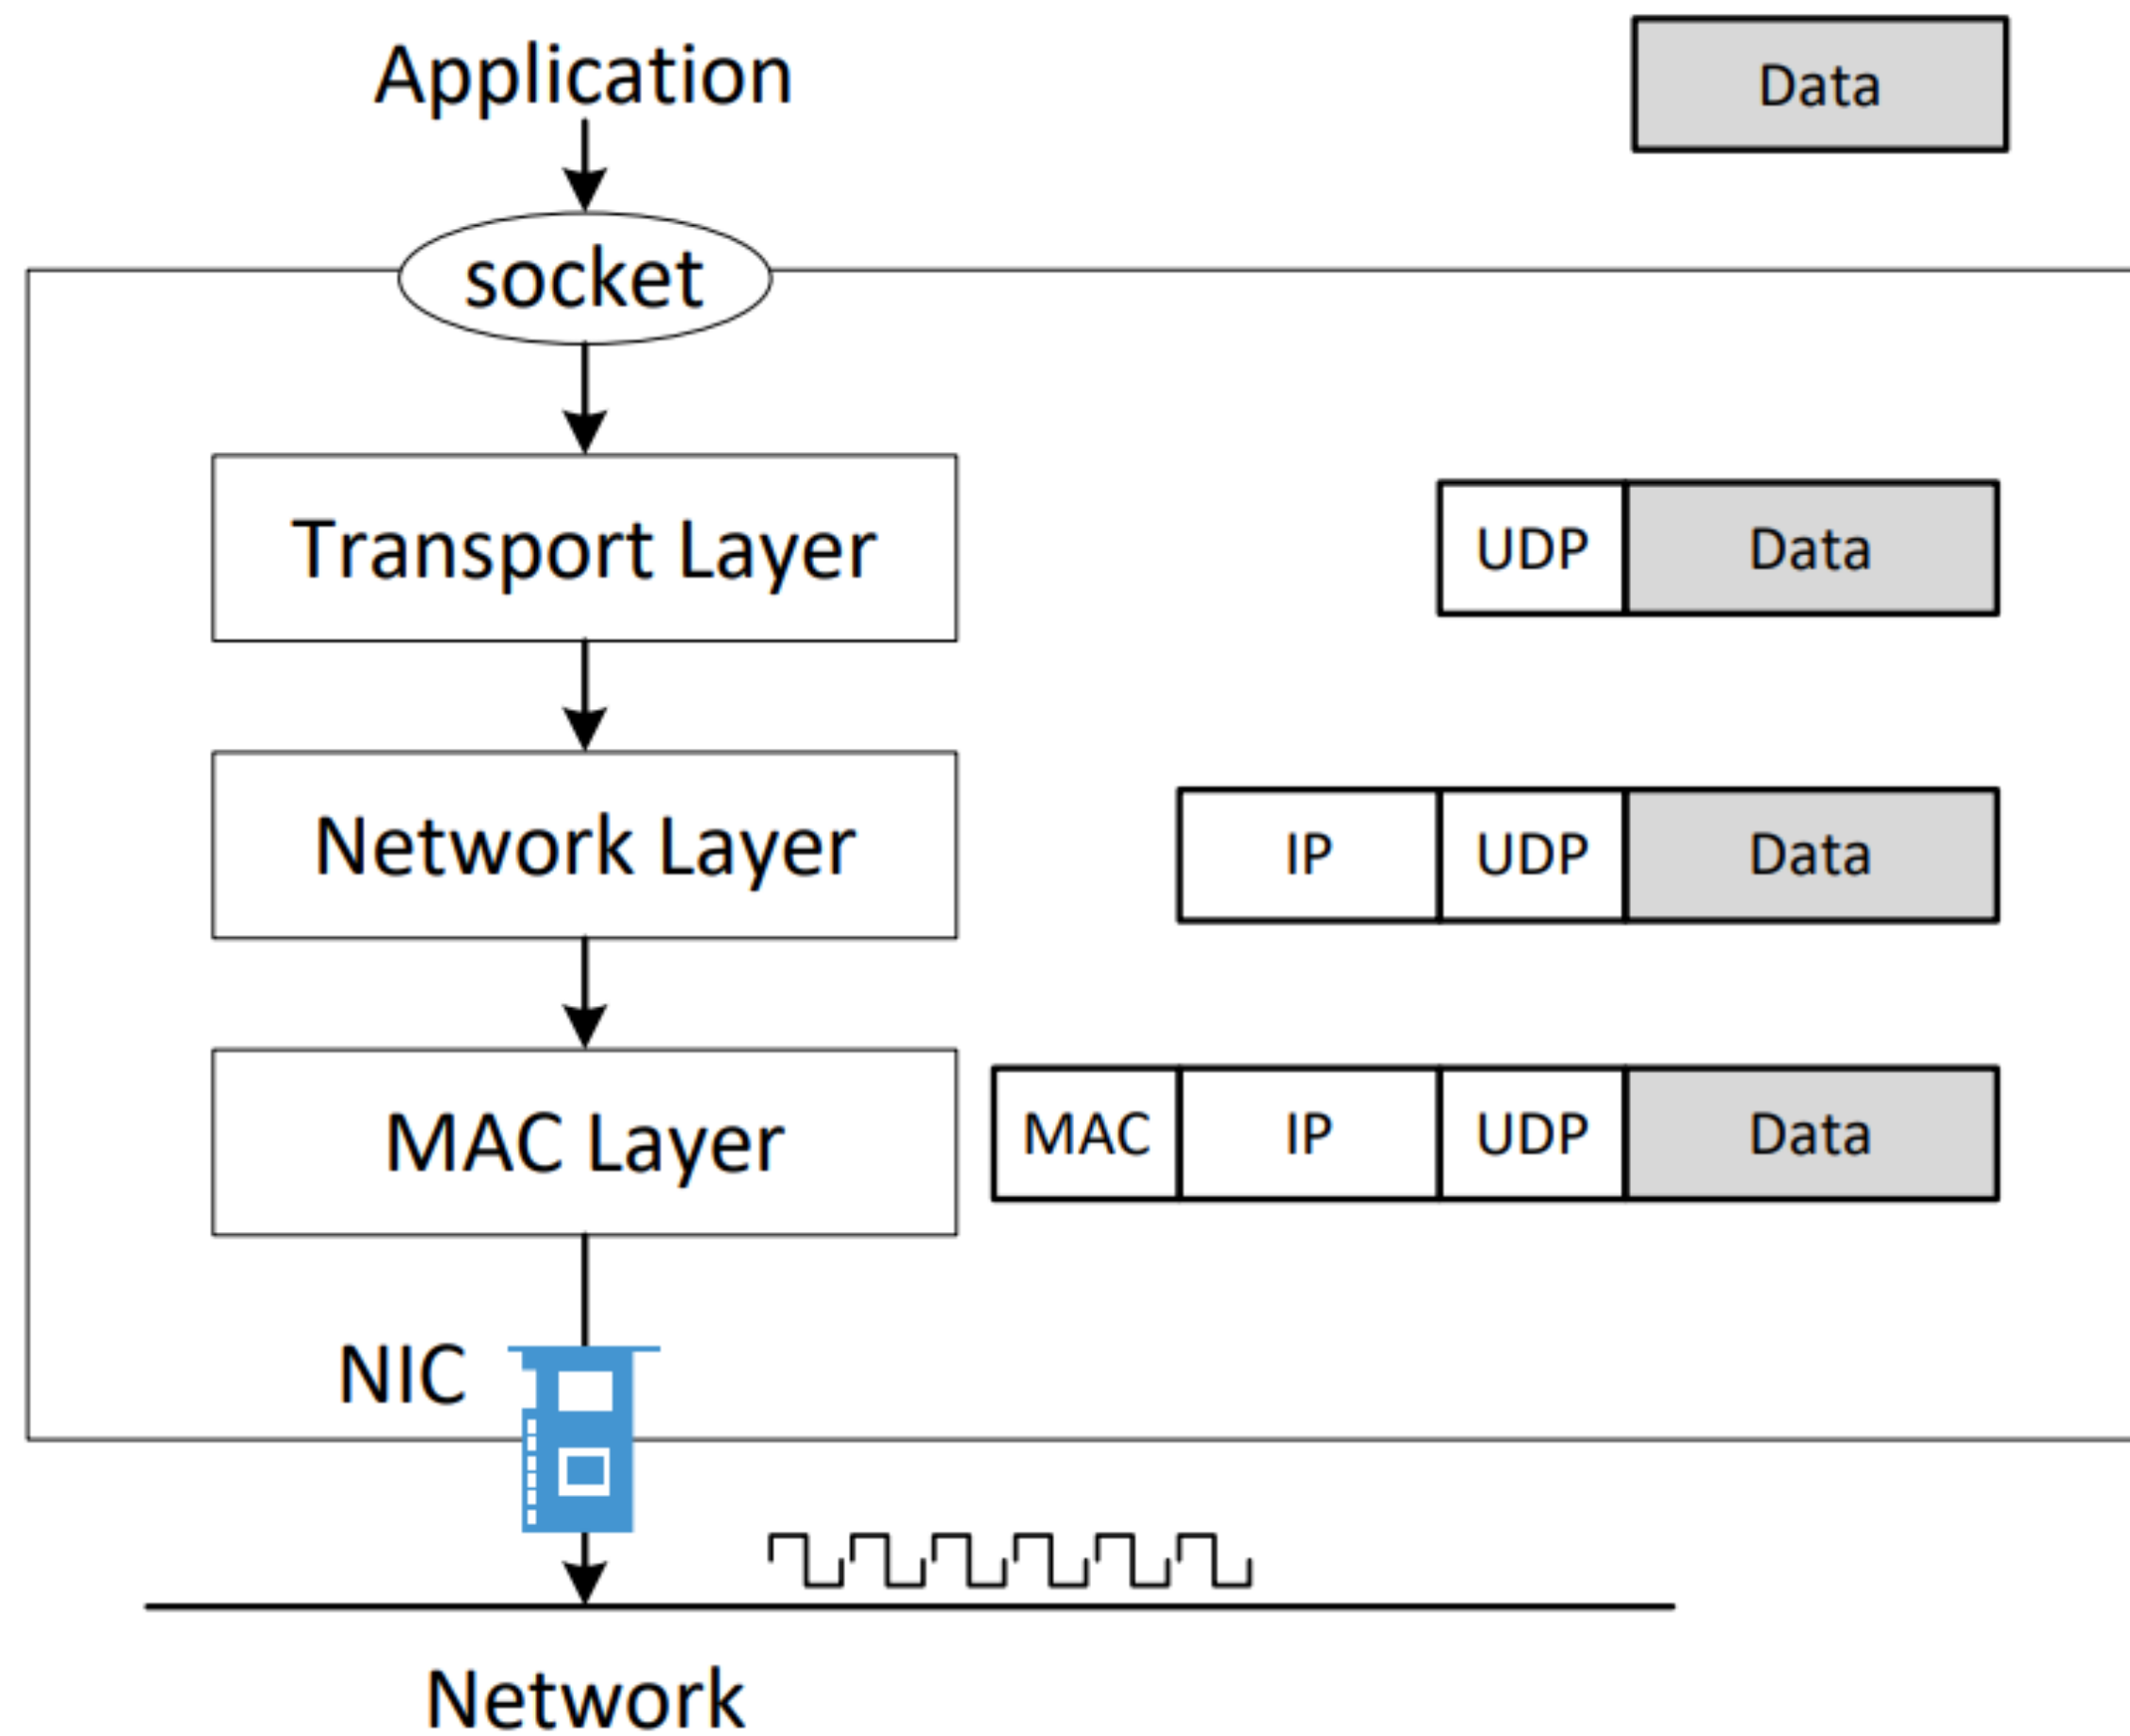 Application
Data
socket
Transport Layer
UDP Data
Network Layer
IP UDP Data
MAC Layer
MAC IP UDP Data
NIC
Network